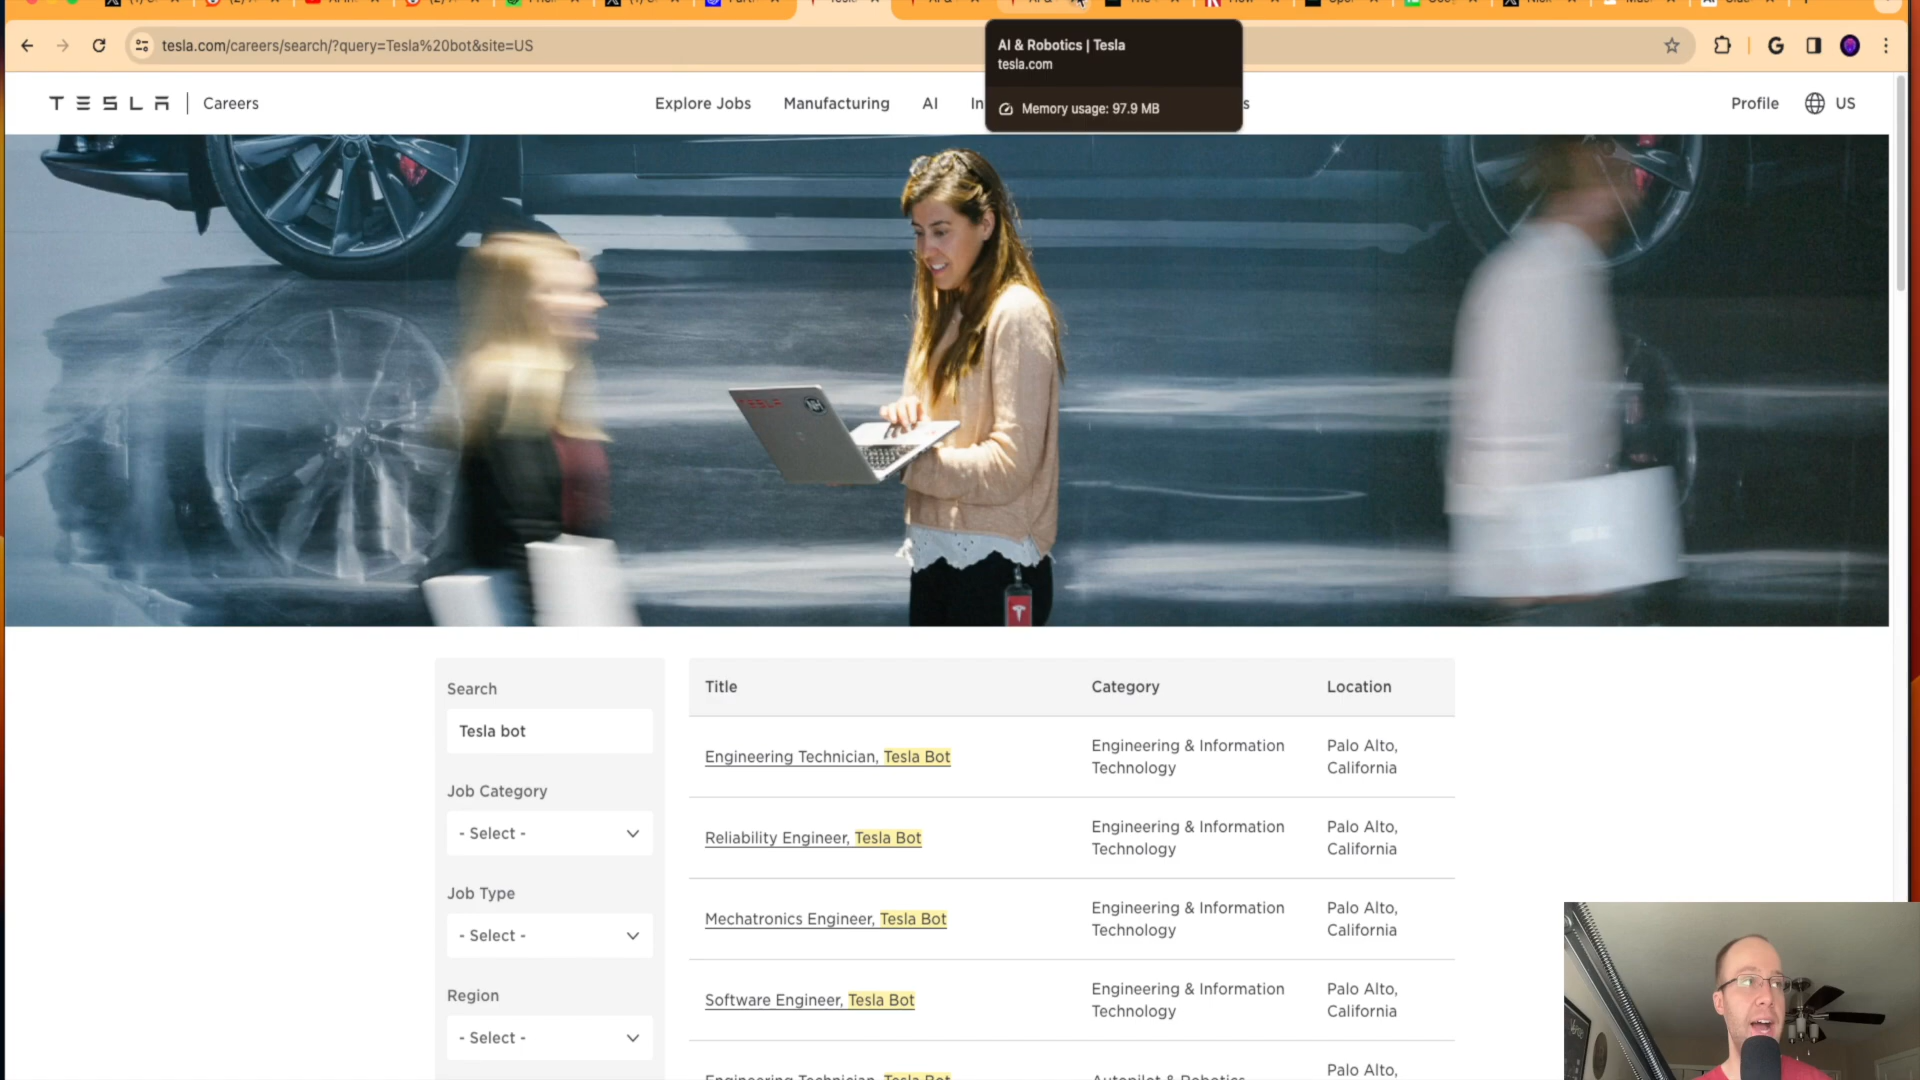 tesla.com/careers/search/?query=Tesla%20bot&site=US
AI & Robotics | Tesla
tesla.com
Memory usage: 97.9 MB
TESLA | Careers
Explore Jobs
Manufacturing
AI
In
s
Profile
US
TESLA
Search
Tesla bot
Job Category
- Select -
Job Type
- Select -
Region
- Select -
Title Category Location
Engineering Technician, Tesla Bot
Engineering & Information
Technology
Palo Alto,
California
Reliability Engineer, Tesla Bot
Engineering & Information
Technology
Palo Alto,
California
Mechatronics Engineer, Tesla Bot
Engineering & Information
Technology
Palo Alto,
California
Software Engineer, Tesla Bot
Engineering & Information
Technology
Palo Alto,
California
Engineering Technician, Tesla Bot
Autopilot & Robotics
Palo Alto,